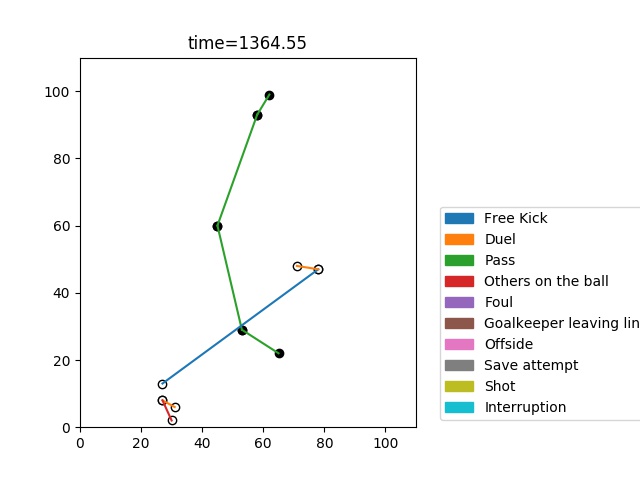 time=1364.55
100
80
60
40
20
0
0 20 40 60 80 100
Free Kick
Duel
Pass
Others on the ball
Foul
Goalkeeper leaving lin
Offside
Save attempt
Shot
Interruption